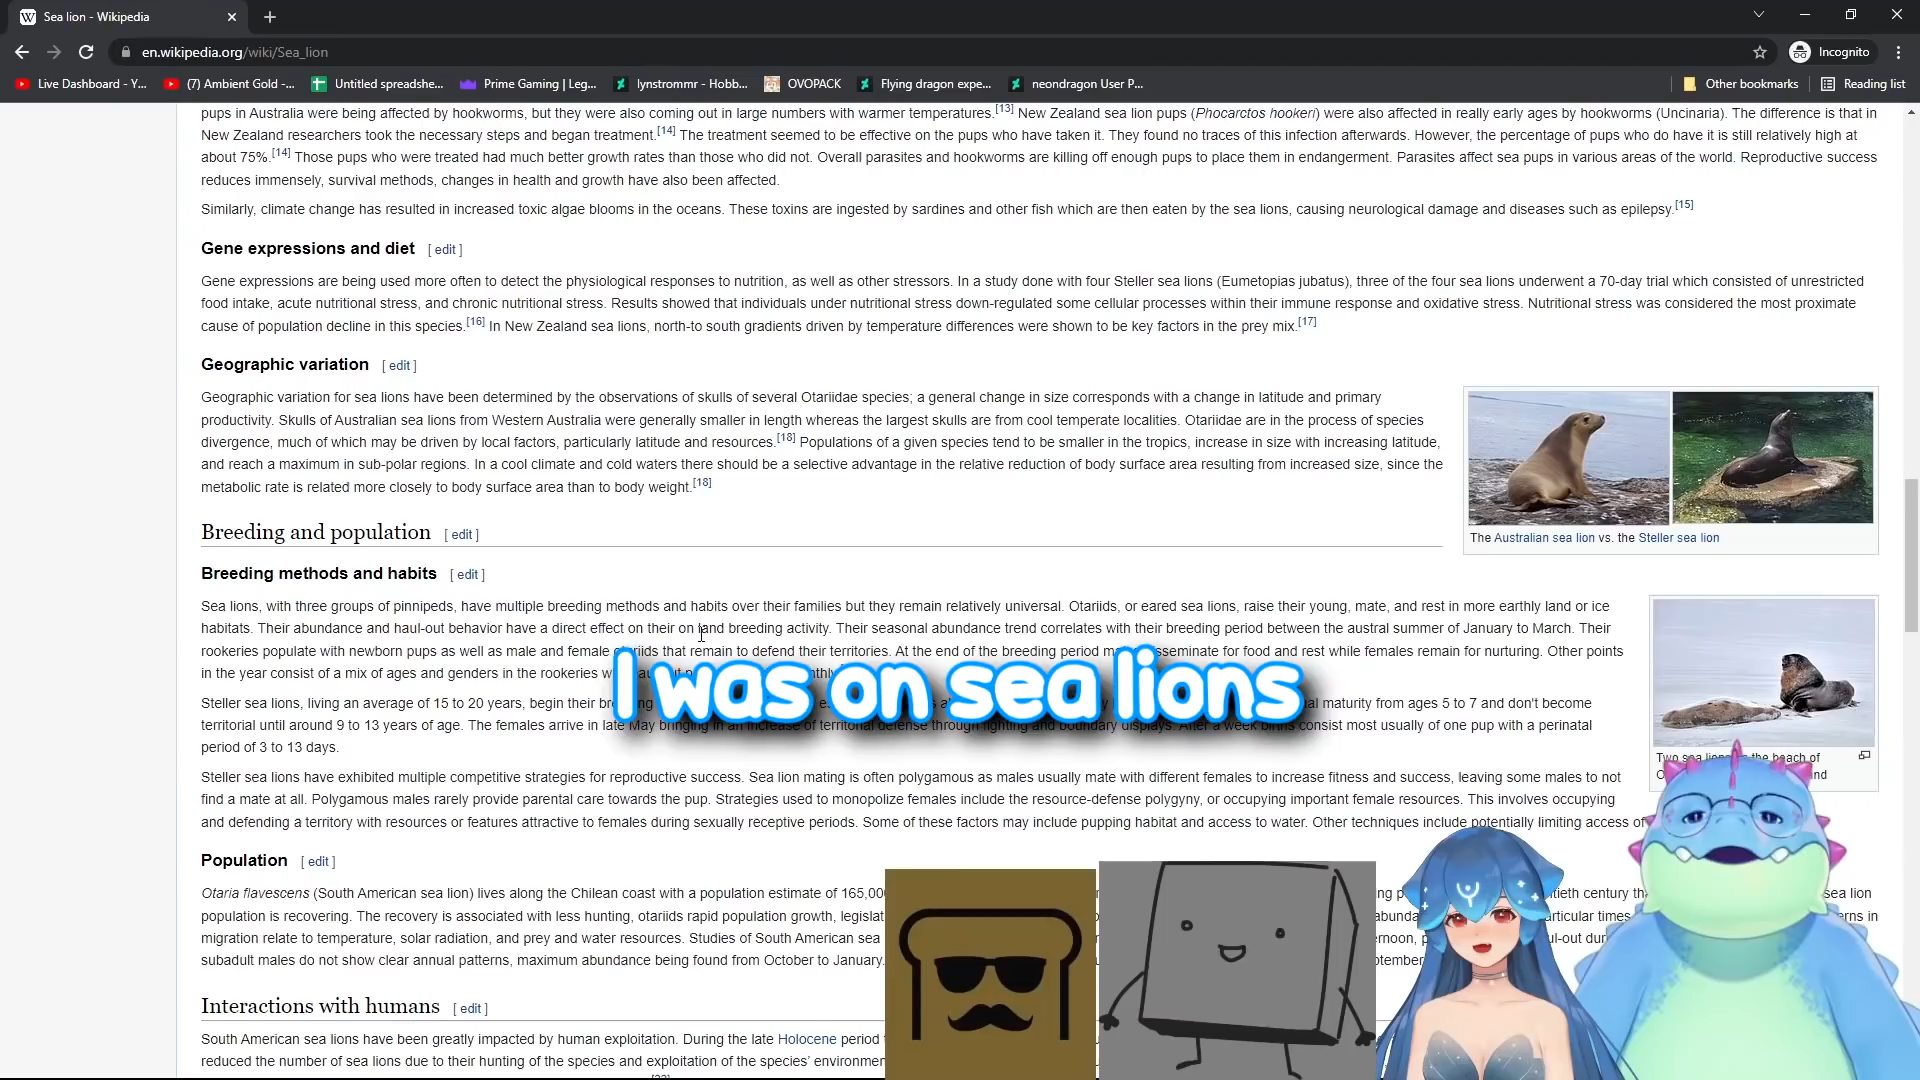 Sea lion - Wikipedia
en.wikipedia.org/wiki/Sea_lion
Incognito
Live Dashboard - Y...
(7) Ambient Gold -...
Untitled spreadshe...
Prime Gaming | Leg...
lynstrommr - Hobb...
OVOPACK
Flying dragon expe...
neondragon User P...
Other bookmarks
Reading list
pups in Australia were being affected by hookworms, but they were also coming out in large numbers with warmer temperatures.[13] New Zealand sea lion pups (Phocarctos hookeri) were also affected in really early ages by hookworms (Uncinaria). The difference is that in
New Zealand researchers took the necessary steps and began treatment.[14] The treatment seemed to be effective on the pups who have taken it. They found no traces of this infection afterwards. However, the percentage of pups who do have it is still relatively high at
about 75%.[14] Those pups who were treated had much better growth rates than those who did not. Overall parasites and hookworms are killing off enough pups to place them in endangerment. Parasites affect sea pups in various areas of the world. Reproductive success
reduces immensely, survival methods, changes in health and growth have also been affected.
Similarly, climate change has resulted in increased toxic algae blooms in the oceans. These toxins are ingested by sardines and other fish which are then eaten by the sea lions, causing neurological damage and diseases such as epilepsy.[15]
Gene expressions and diet [ edit ]
Gene expressions are being used more often to detect the physiological responses to nutrition, as well as other stressors. In a study done with four Steller sea lions (Eumetopias jubatus), three of the four sea lions underwent a 70-day trial which consisted of unrestricted
food intake, acute nutritional stress, and chronic nutritional stress. Results showed that individuals under nutritional stress down-regulated some cellular processes within their immune response and oxidative stress. Nutritional stress was considered the most proximate
cause of population decline in this species.[16] In New Zealand sea lions, north-to south gradients driven by temperature differences were shown to be key factors in the prey mix.[17]
Geographic variation [ edit ]
Geographic variation for sea lions have been determined by the observations of skulls of several Otariidae species; a general change in size corresponds with a change in latitude and primary
productivity. Skulls of Australian sea lions from Western Australia were generally smaller in length whereas the largest skulls are from cool temperate localities. Otariidae are in the process of species
divergence, much of which may be driven by local factors, particularly latitude and resources.[18] Populations of a given species tend to be smaller in the tropics, increase in size with increasing latitude,
and reach a maximum in sub-polar regions. In a cool climate and cold waters there should be a selective advantage in the relative reduction of body surface area resulting from increased size, since the
metabolic rate is related more closely to body surface area than to body weight.[18]
The Australian sea lion vs. the Steller sea lion
Breeding and population [ edit ]
Breeding methods and habits [ edit ]
Sea lions, with three groups of pinnipeds, have multiple breeding methods and habits over their families but they remain relatively universal. Otariids, or eared sea lions, raise their young, mate, and rest in more earthly land or ice
habitats. Their abundance and haul-out behavior have a direct effect on their on land breeding activity. Their seasonal abundance trend correlates with their breeding period between the austral summer of January to March. Their
rookeries populate with newborn pups as well as male and female otariids that remain to defend their territories. At the end of the breeding period disseminate for food and rest while females remain for nurturing. Other points
in the year consist of a mix of ages and genders in the rookeries
I was on sea lions
Steller sea lions, living an average of 15 to 20 years, begin their maturity from ages 5 to 7 and don't become
territorial until around 9 to 13 years of age. The females arrive in late May bringing in an increase of territorial defense through fighting and boundary displays. After a week births consist most usually of one pup with a perinatal
period of 3 to 13 days.
Two sea lions the beach of
and
Steller sea lions have exhibited multiple competitive strategies for reproductive success. Sea lion mating is often polygamous as males usually mate with different females to increase fitness and success, leaving some males to not
find a mate at all. Polygamous males rarely provide parental care towards the pup. Strategies used to monopolize females include the resource-defense polygyny, or occupying important female resources. This involves occupying
and defending a territory with resources or features attractive to females during sexually receptive periods. Some of these factors may include pupping habitat and access to water. Other techniques include potentially limiting access of
Population [ edit ]
Otaria flavescens (South American sea lion) lives along the Chilean coast with a population estimate of 165,00 sea lion
population is recovering. The recovery is associated with less hunting, otariids rapid population growth, particular times
migration relate to temperature, solar radiation, and prey and water resources. Studies of South American sea
subadult males do not show clear annual patterns, maximum abundance being found from October to January.
Interactions with humans [ edit ]
South American sea lions have been greatly impacted by human exploitation. During the late Holocene period
reduced the number of sea lions due to their hunting of the species and exploitation of the species' environmen